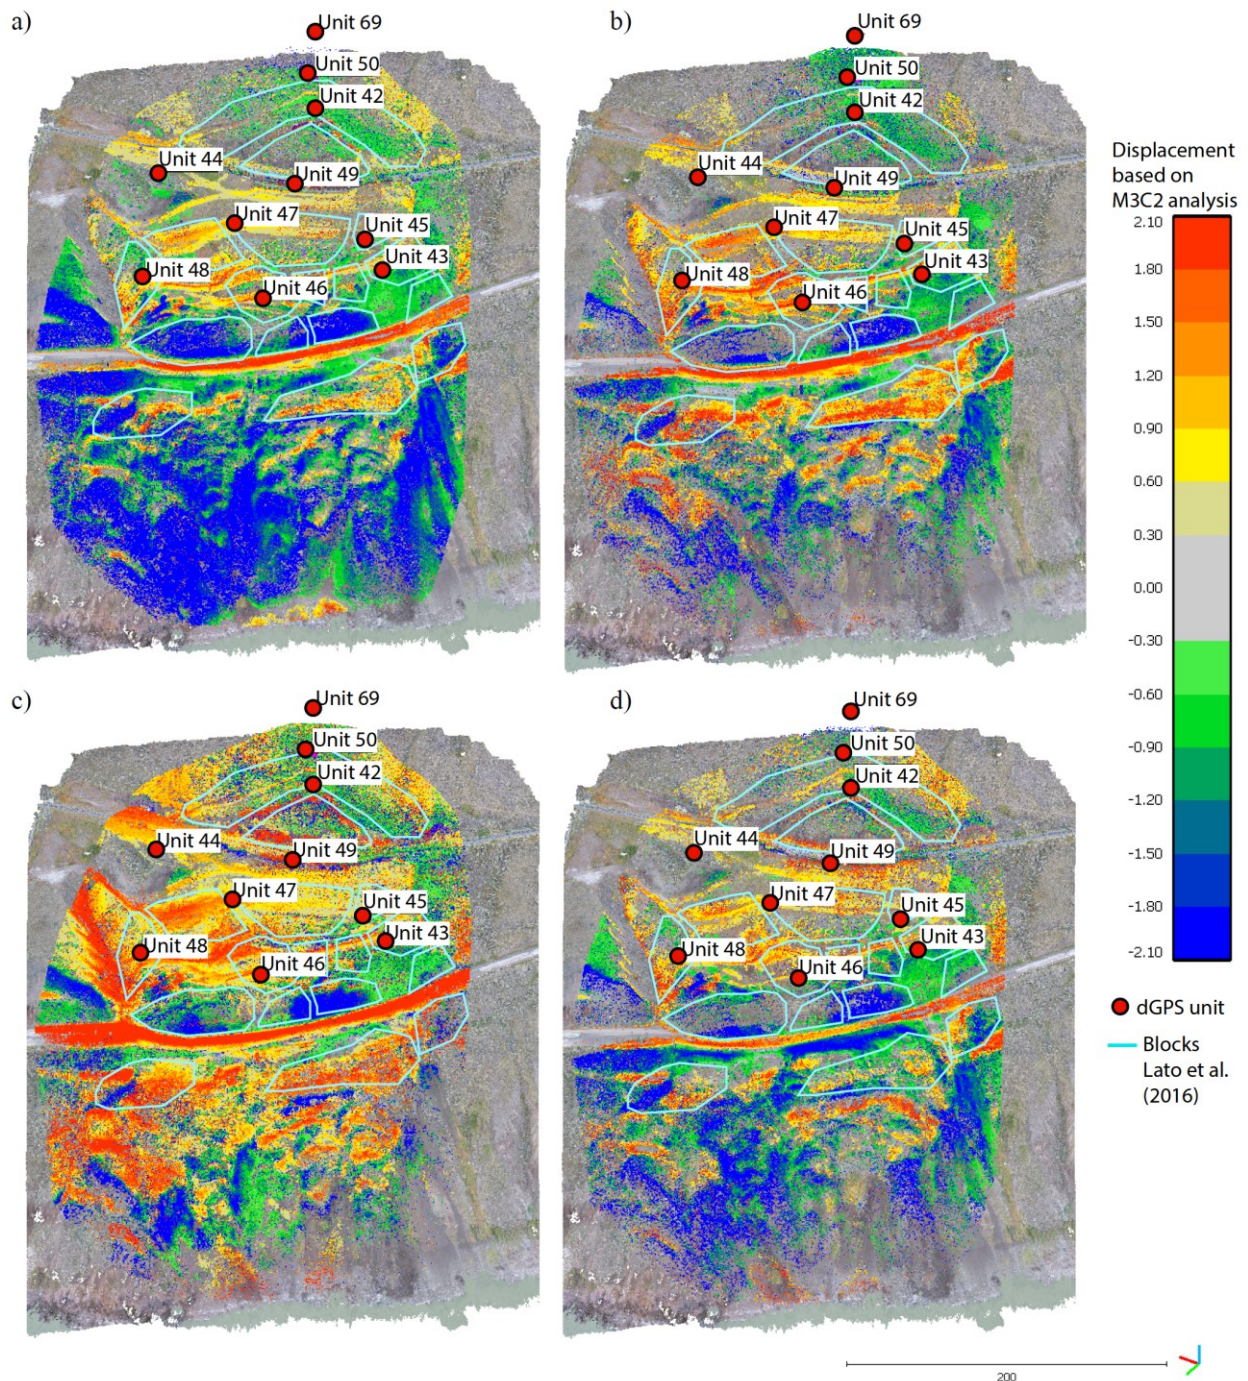 a)
Unit 69
Unit 50
Unit 42
Unit 44
Unit 49
Unit 47
Unit 45
Unit 43
Unit 48
Unit 46
b)
Unit 69
Unit 50
Unit 42
Unit 44
Unit 49
Unit 47
Unit 45
Unit 43
Unit 48
Unit 46
c)
Unit 69
Unit 50
Unit 42
Unit 44
Unit 49
Unit 47
Unit 45
Unit 43
Unit 48
Unit 46
d)
Unit 69
Unit 50
Unit 42
Unit 44
Unit 49
Unit 47
Unit 45
Unit 43
Unit 48
Unit 46
Displacement
based on
M3C2 analysis
2.10
1.80
1.50
1.20
0.90
0.60
0.30
0.00
-0.30
-0.60
-0.90
-1.20
-1.50
-1.80
-2.10
dGPS unit
Blocks
Lato et al.
(2016)
200